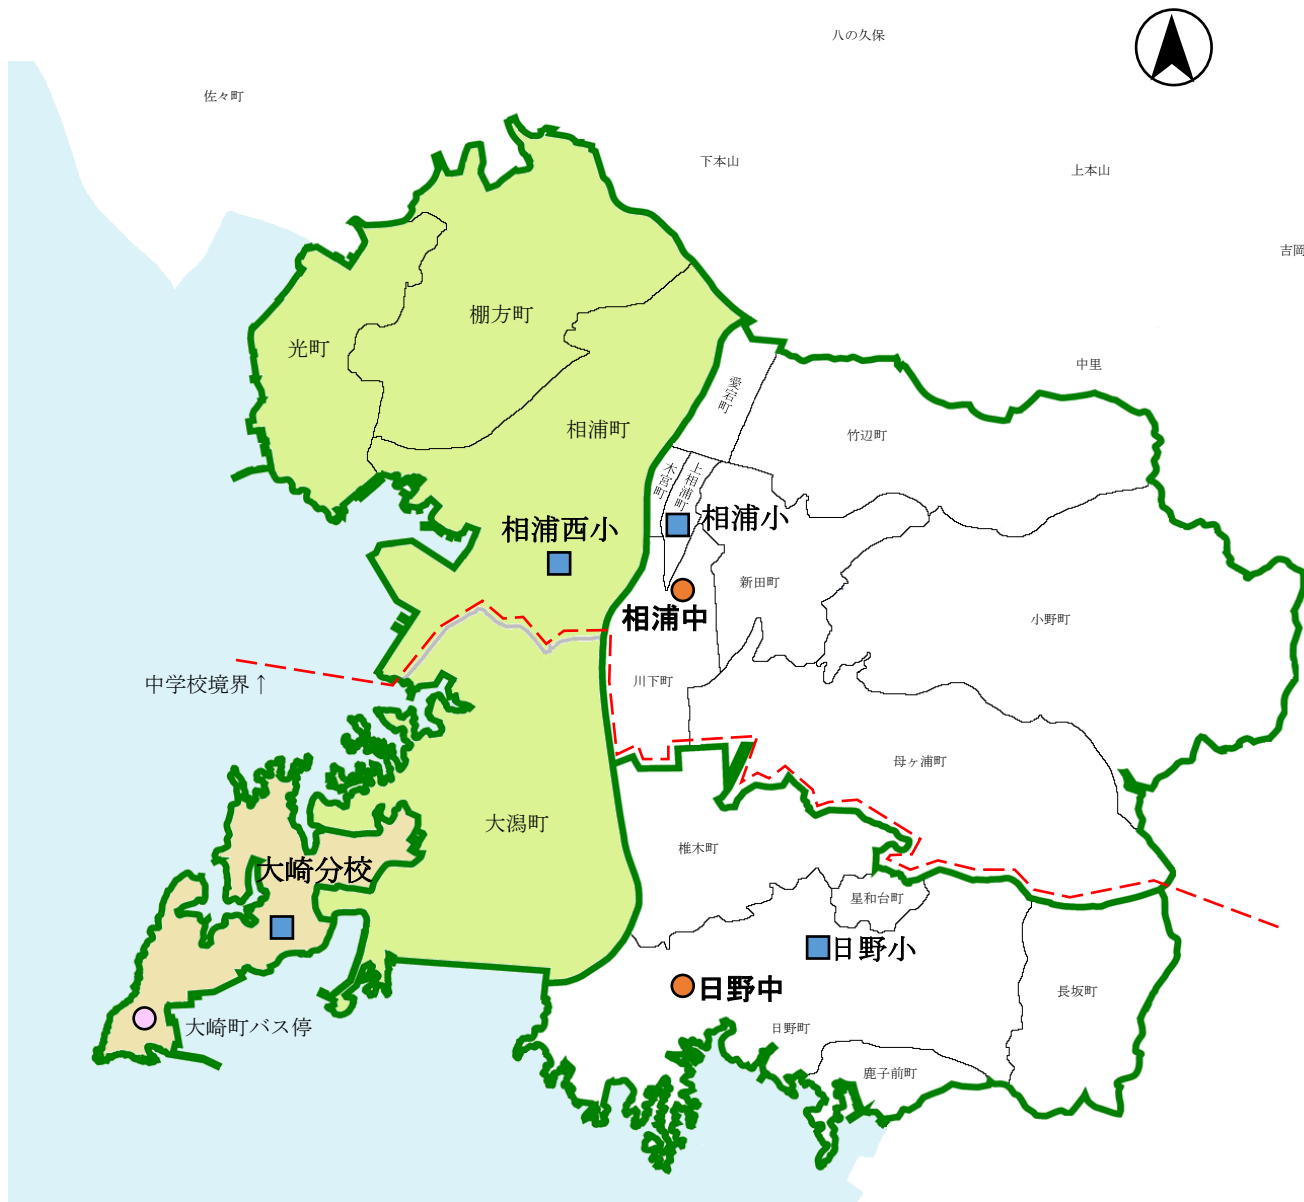 八の久保
佐々町
下本山
上本山
吉岡
棚方町
光町
中里
愛宕町
相浦町
竹辺町
木宮町
上相浦町
相浦西小
相浦小
新田町
相浦中
小野町
中学校境界↑
川下町
母ヶ浦町
大潟町
椎木町
大崎分校
星和台町
日野小
日野中
長坂町
大崎町バス停
日野町
鹿子前町